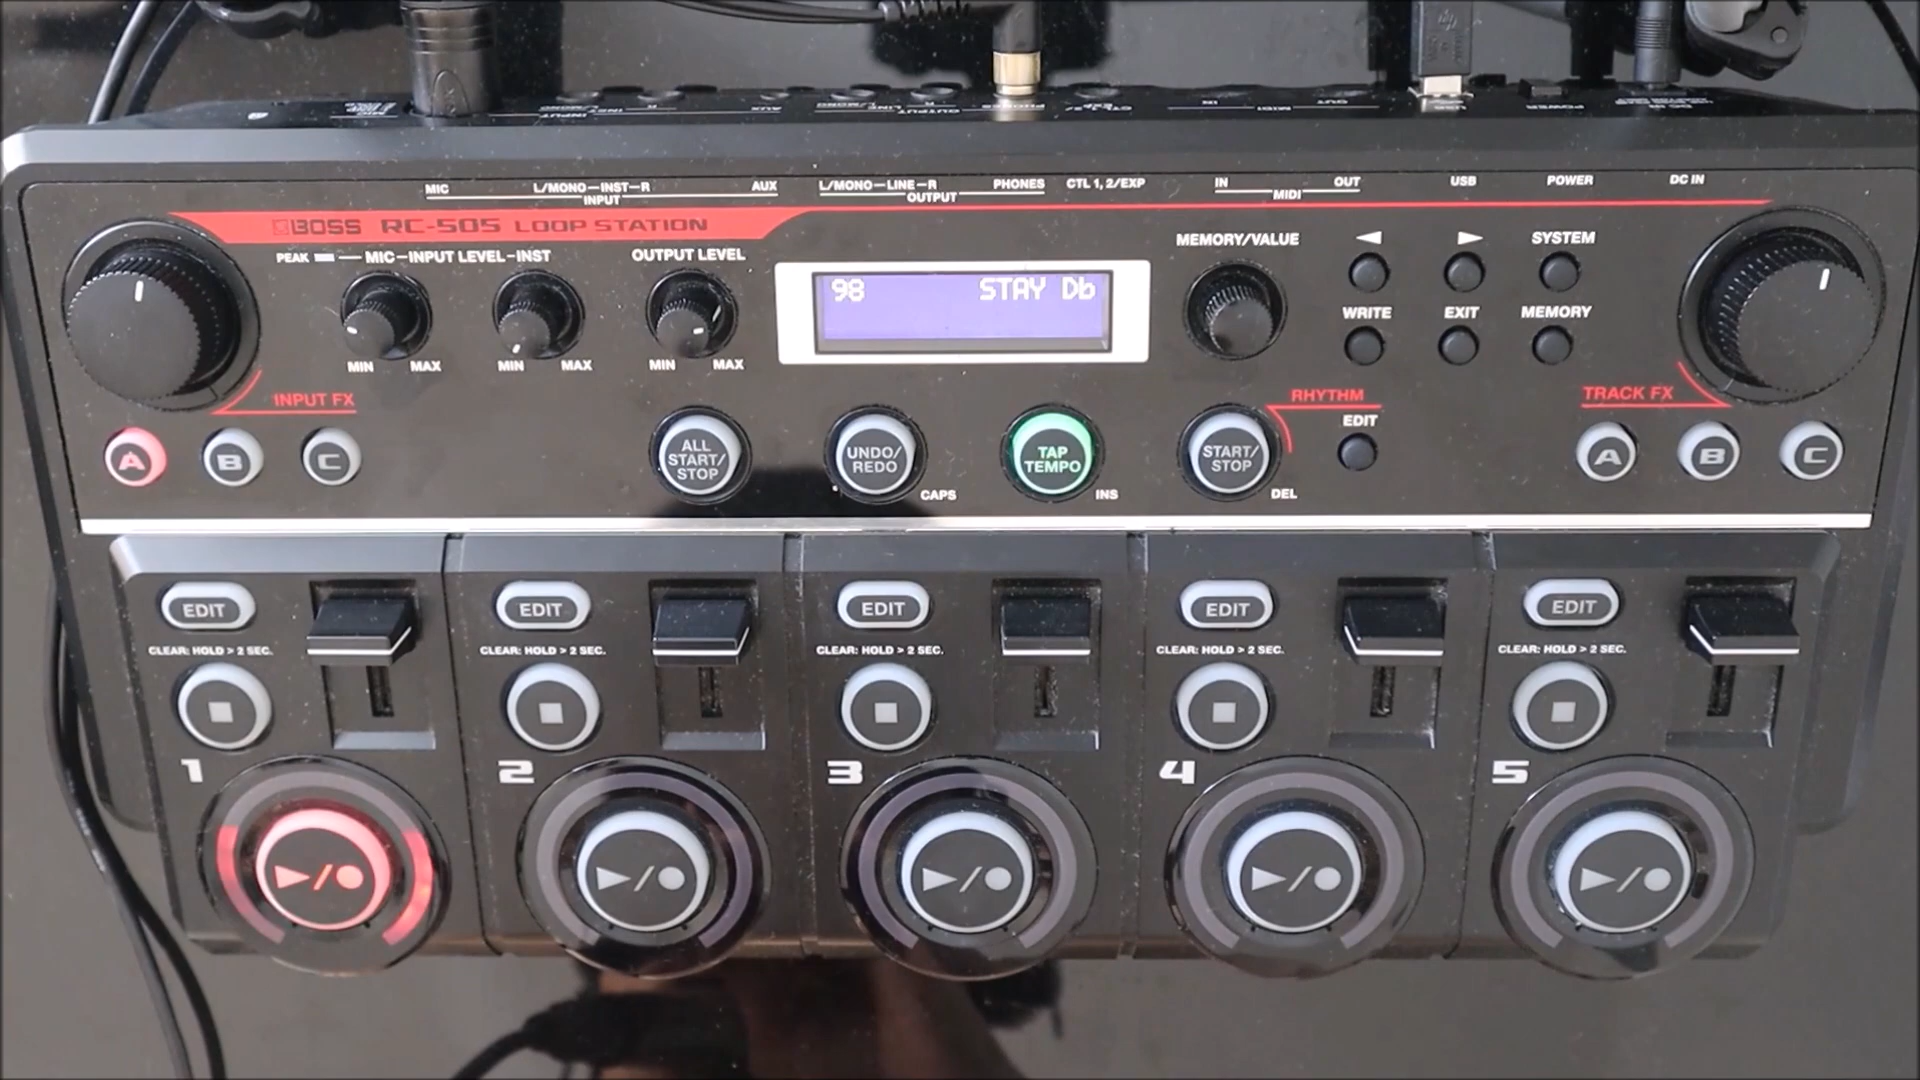 MIC L/MONO—INST—R AUX L/MONO—LINE—R PHONES CTL 1, 2/EXP IN OUT USB POWER DC IN
INPUT OUTPUT MIDI
BOSS RC-505 LOOP STATION
PEAK MIC—INPUT LEVEL—INST OUTPUT LEVEL
MEMORY/VALUE SYSTEM
98 STAY Db
WRITE EXIT MEMORY
MIN MAX MIN MAX MIN MAX
INPUT FX RHYTHM TRACK FX
EDIT
A B C
ALL START/STOP
UNDO/REDO
TAP TEMPO
START/STOP
A B C
CAPS INS DEL
EDIT EDIT EDIT EDIT EDIT
CLEAR: HOLD > 2 SEC. CLEAR: HOLD > 2 SEC. CLEAR: HOLD > 2 SEC. CLEAR: HOLD > 2 SEC. CLEAR: HOLD > 2 SEC.
1 2 3 4 5